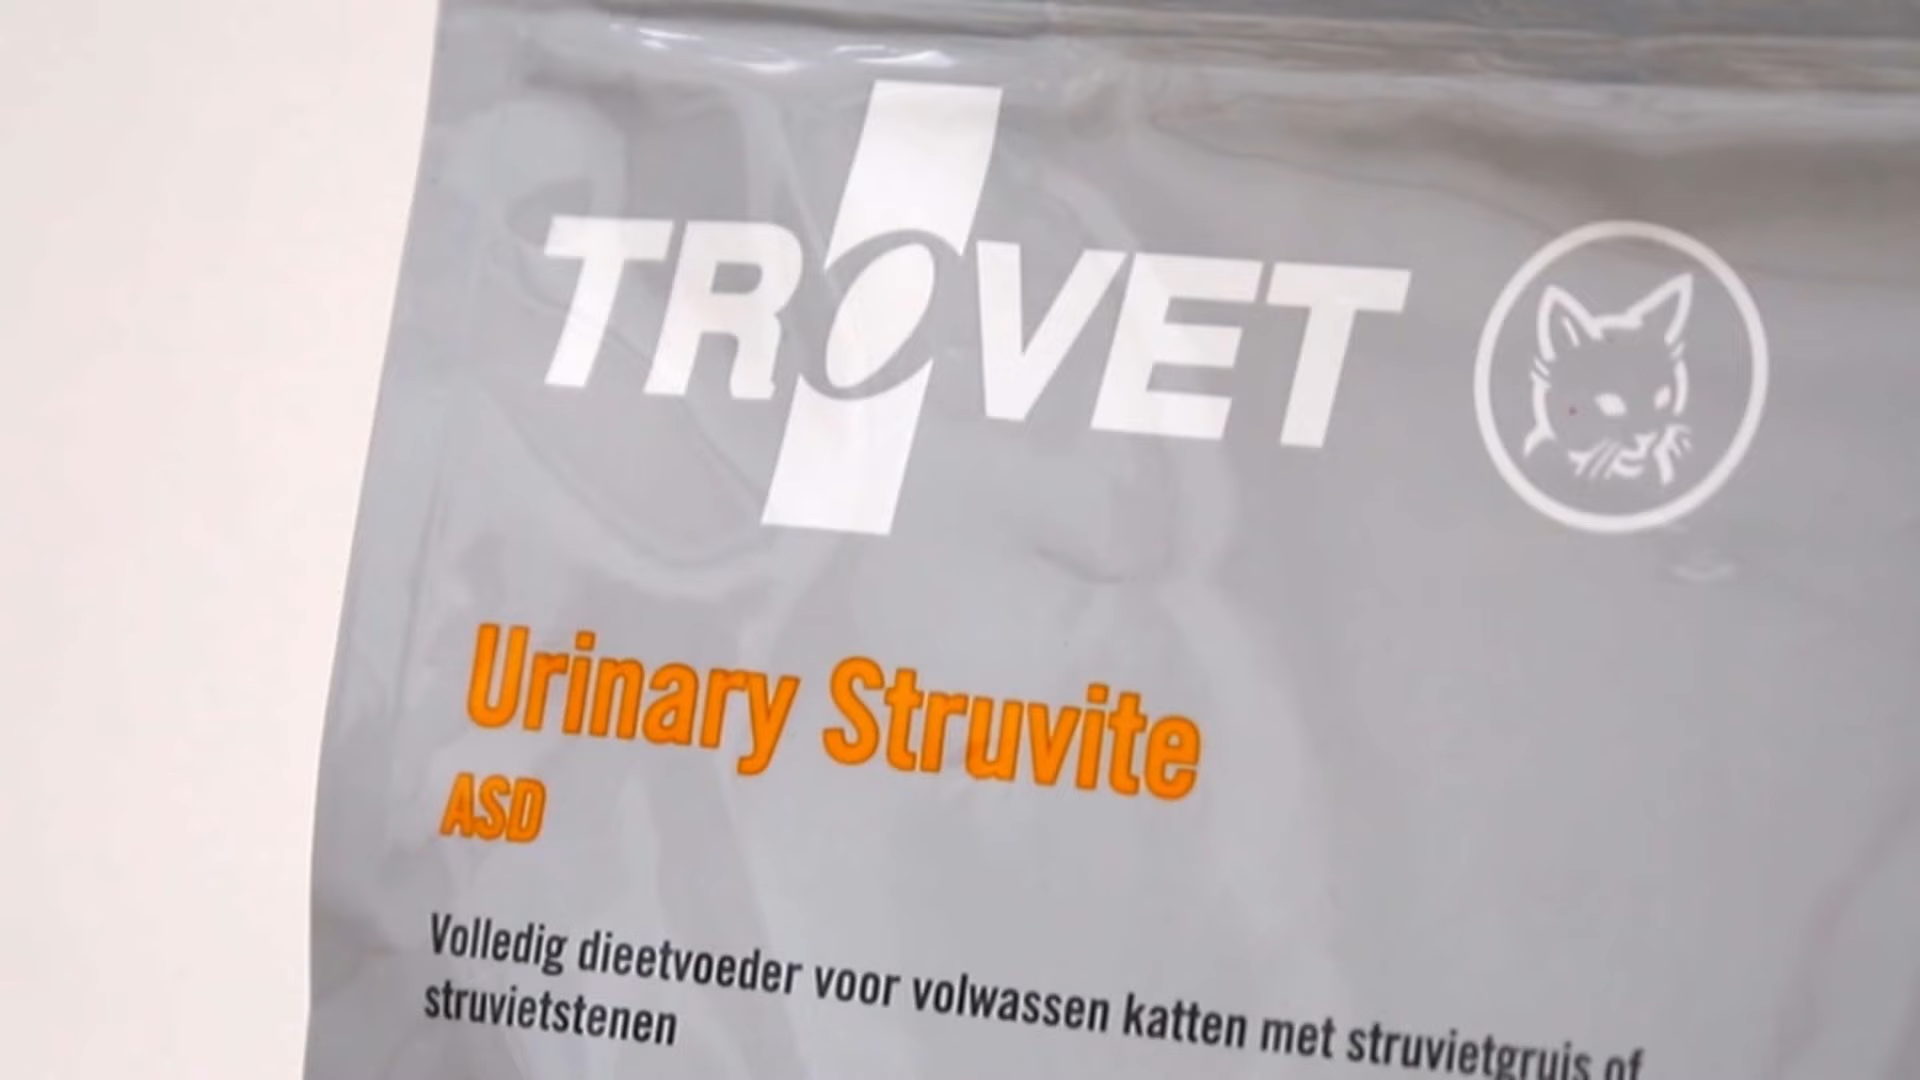 TROVET
Urinary Struvite
ASD
Volledig dieetvoeder voor volwassen katten met struvietgruis of
struvietstenen